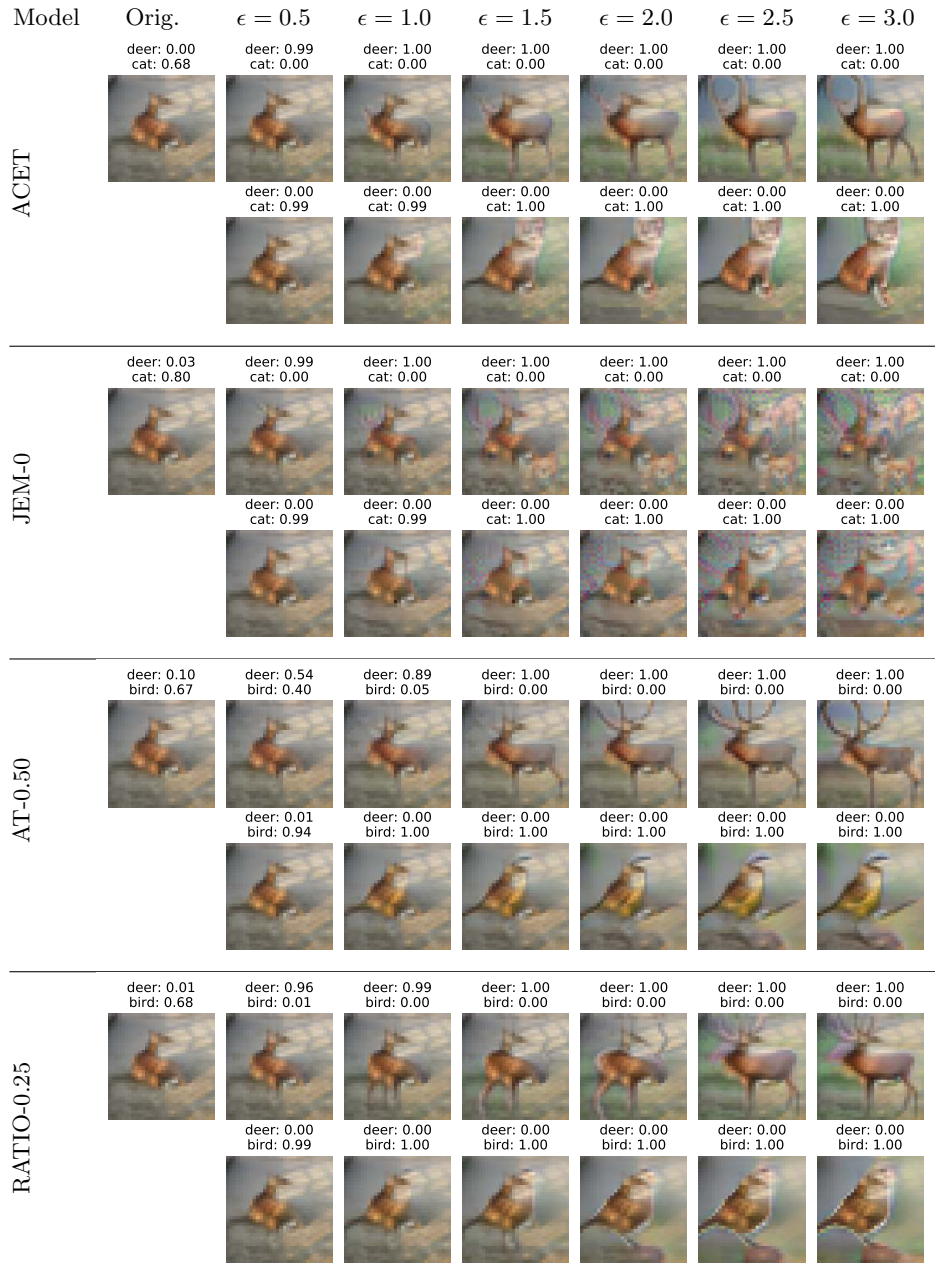 Model Orig. ϵ = 0.5 ϵ = 1.0 ϵ = 1.5 ϵ = 2.0 ϵ = 2.5 ϵ = 3.0
ACET
deer: 0.00 deer: 0.99 deer: 1.00 deer: 1.00 deer: 1.00 deer: 1.00 deer: 1.00
cat: 0.68 cat: 0.00 cat: 0.00 cat: 0.00 cat: 0.00 cat: 0.00 cat: 0.00
deer: 0.00 deer: 0.00 deer: 0.00 deer: 0.00 deer: 0.00 deer: 0.00
cat: 0.99 cat: 0.99 cat: 1.00 cat: 1.00 cat: 1.00 cat: 1.00
JEM-0
deer: 0.03 deer: 0.99 deer: 1.00 deer: 1.00 deer: 1.00 deer: 1.00 deer: 1.00
cat: 0.80 cat: 0.00 cat: 0.00 cat: 0.00 cat: 0.00 cat: 0.00 cat: 0.00
deer: 0.00 deer: 0.00 deer: 0.00 deer: 0.00 deer: 0.00 deer: 0.00
cat: 0.99 cat: 0.99 cat: 1.00 cat: 1.00 cat: 1.00 cat: 1.00
AT-0.50
deer: 0.10 deer: 0.54 deer: 0.89 deer: 1.00 deer: 1.00 deer: 1.00 deer: 1.00
bird: 0.67 bird: 0.40 bird: 0.05 bird: 0.00 bird: 0.00 bird: 0.00 bird: 0.00
deer: 0.01 deer: 0.00 deer: 0.00 deer: 0.00 deer: 0.00 deer: 0.00
bird: 0.94 bird: 1.00 bird: 1.00 bird: 1.00 bird: 1.00 bird: 1.00
RATIO-0.25
deer: 0.01 deer: 0.96 deer: 0.99 deer: 1.00 deer: 1.00 deer: 1.00 deer: 1.00
bird: 0.68 bird: 0.01 bird: 0.00 bird: 0.00 bird: 0.00 bird: 0.00 bird: 0.00
deer: 0.00 deer: 0.00 deer: 0.00 deer: 0.00 deer: 0.00 deer: 0.00
bird: 0.99 bird: 1.00 bird: 1.00 bird: 1.00 bird: 1.00 bird: 1.00